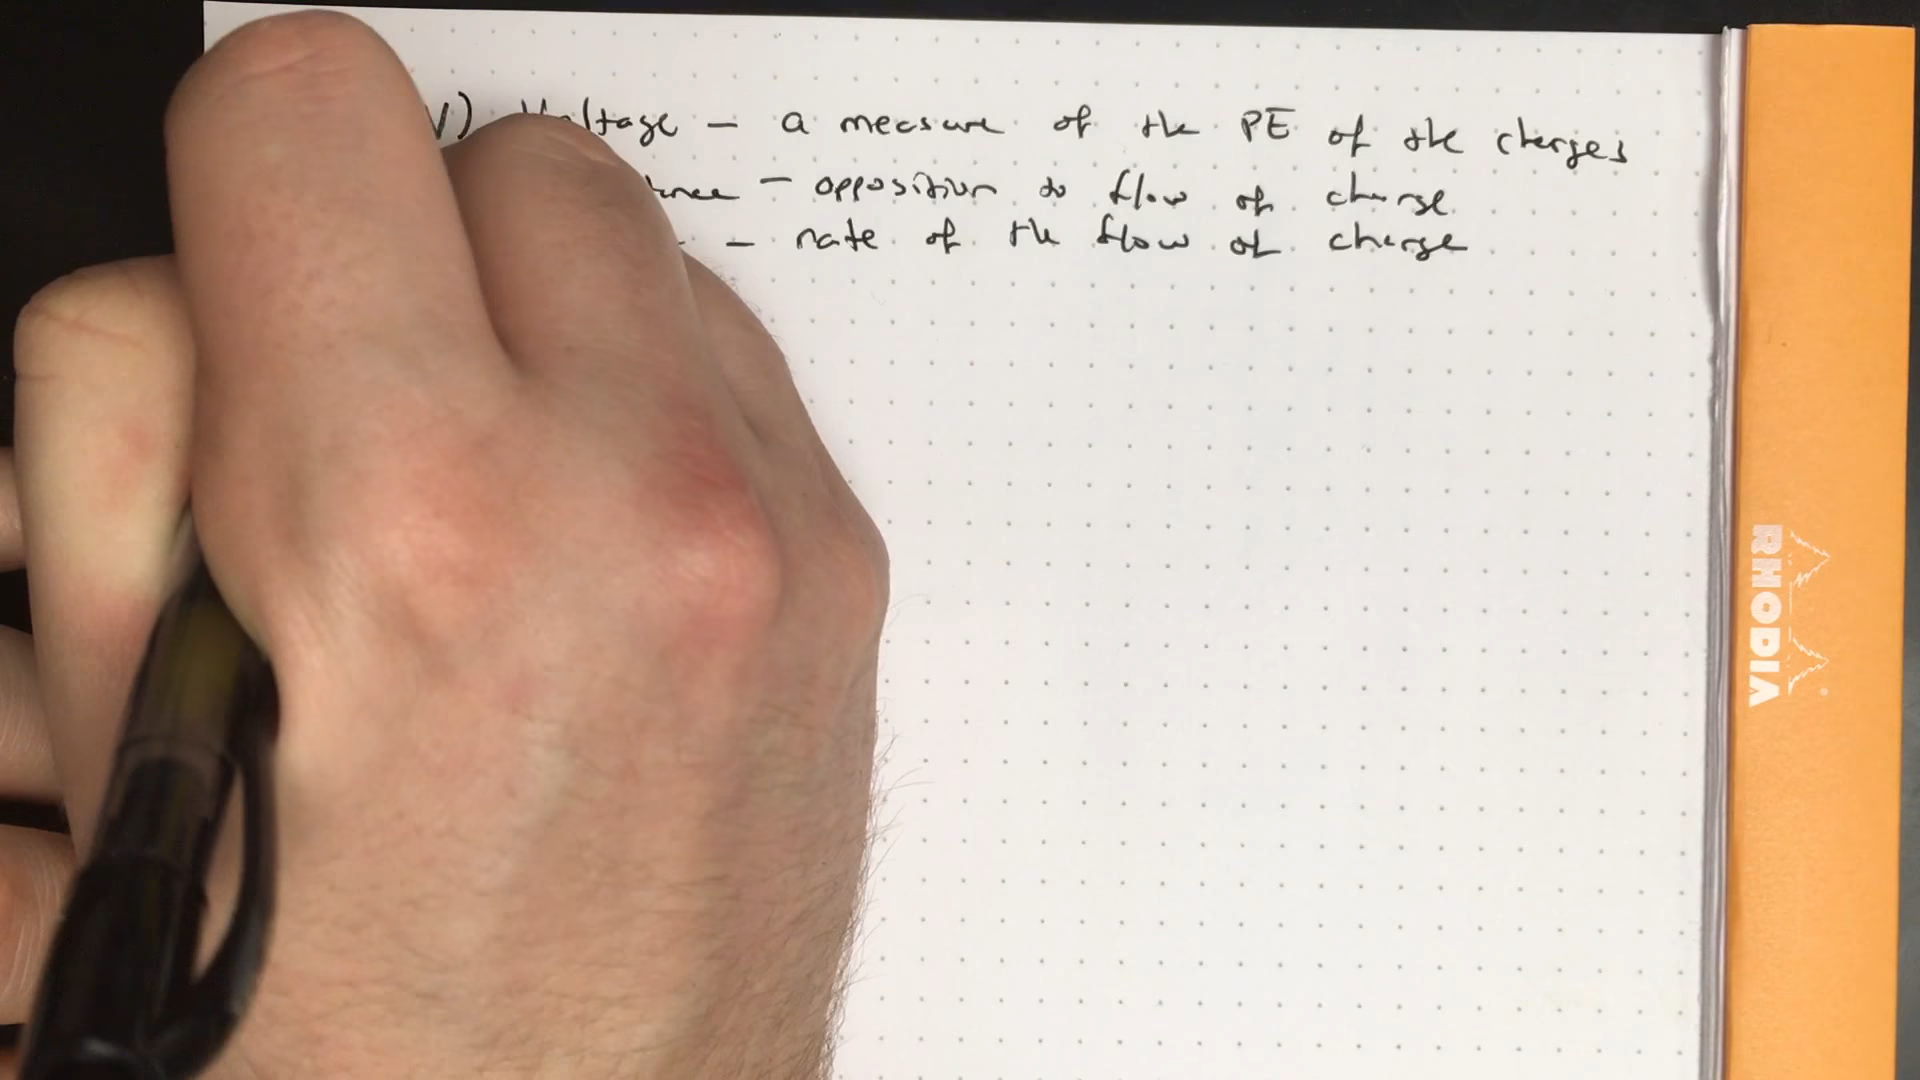 V) Voltage - a measure of the PE of the charges
- opposition to flow of charge
- rate of the flow of charge
RHODIA